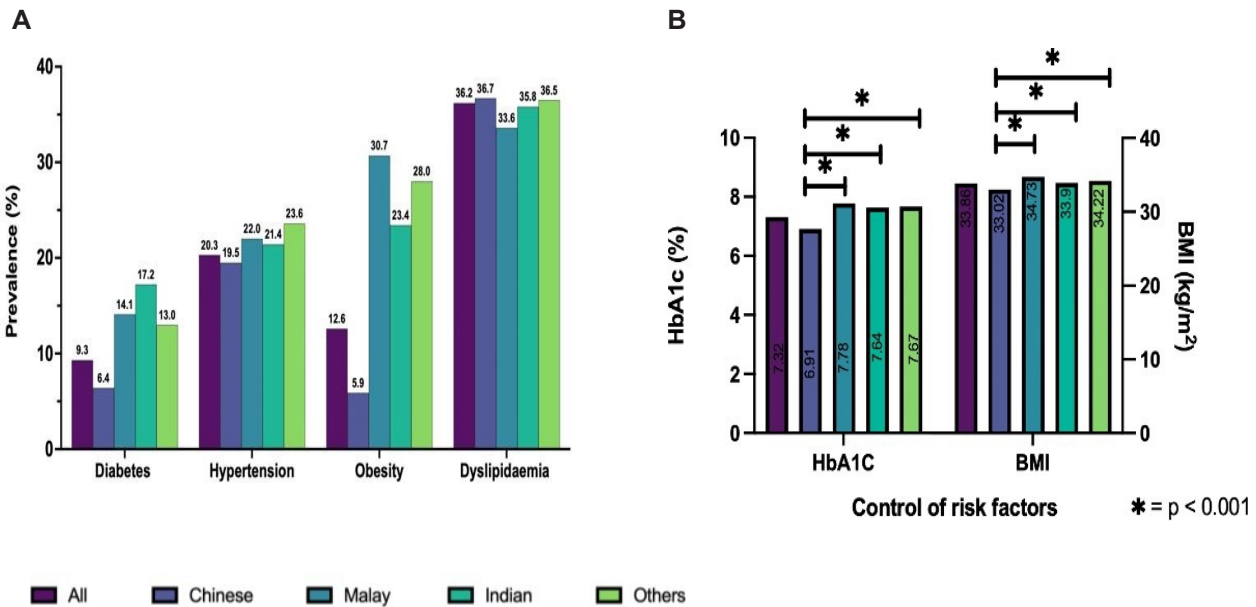 A
Prevalence (%)
40
30
20
10
0
9.3
6.4
14.1
17.2
13.0
20.3
19.5
22.0
21.4
23.6
12.6
5.9
30.7
23.4
28.0
36.2
36.7
33.6
35.8
36.5
Diabetes
Hypertension
Obesity
Dyslipidaemia
B
HbA1c (%)
10
8
6
4
2
0
*
*
*
*
*
*
7.32
6.91
7.78
7.64
7.67
33.86
33.02
34.73
33.9
34.22
40
30
20
10
0
BMI (kg/m²)
HbA1C
BMI
Control of risk factors
* = p < 0.001
All
Chinese
Malay
Indian
Others